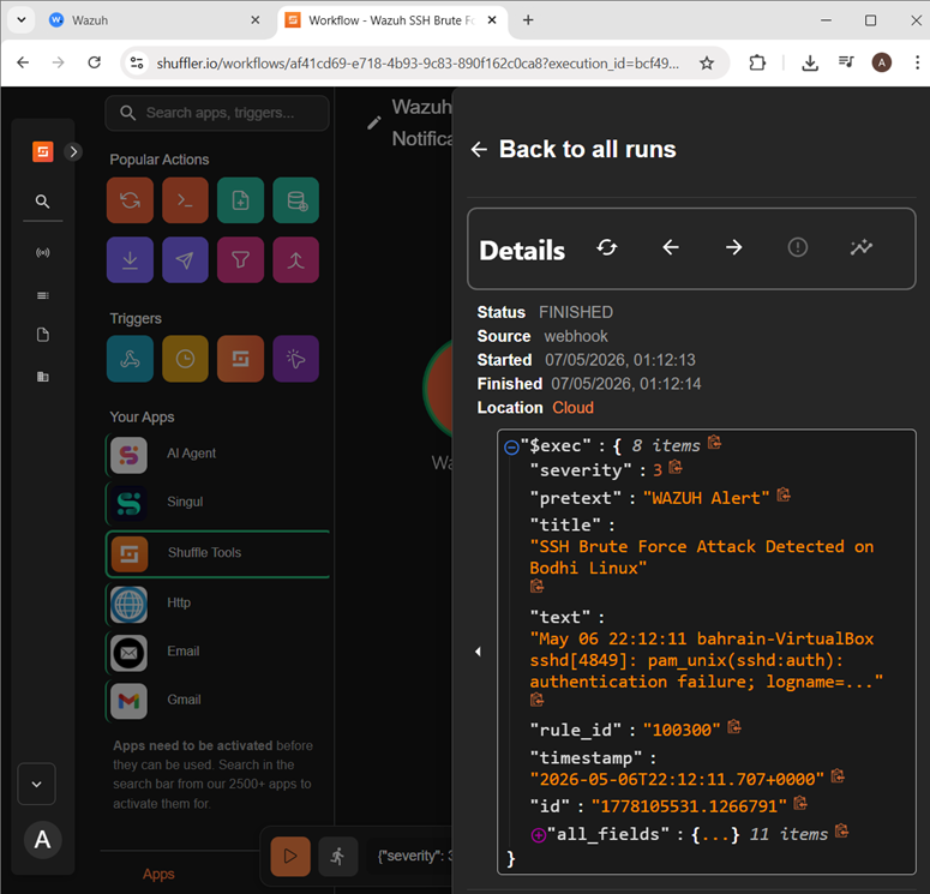 Wazuh
Workflow - Wazuh SSH Brute Fo
shuffler.io/workflows/af41cd69-e718-4b93-9c83-890f162c0ca8?execution_id=bcf49...
A
Search apps, triggers...
Wazuh
Notifica
Popular Actions
Triggers
Your Apps
AI Agent
Singul
Shuffle Tools
Http
Email
Gmail
Apps need to be activated before
they can be used. Search in the
search bar from our 2500+ apps to
activate them for.
Apps
A
Wa
{"severity": 3
Back to all runs
Details
Status FINISHED
Source webhook
Started 07/05/2026, 01:12:13
Finished 07/05/2026, 01:12:14
Location Cloud
"$exec" : { 8 items
"severity" : 3
"pretext" : "WAZUH Alert"
"title" :
"SSH Brute Force Attack Detected on
Bodhi Linux"
"text" :
"May 06 22:12:11 bahrain-VirtualBox
sshd[4849]: pam_unix(sshd:auth):
authentication failure; logname=..."
"rule_id" : "100300"
"timestamp" :
"2026-05-06T22:12:11.707+0000"
"id" : "1778105531.1266791"
"all_fields" : {...} 11 items
}